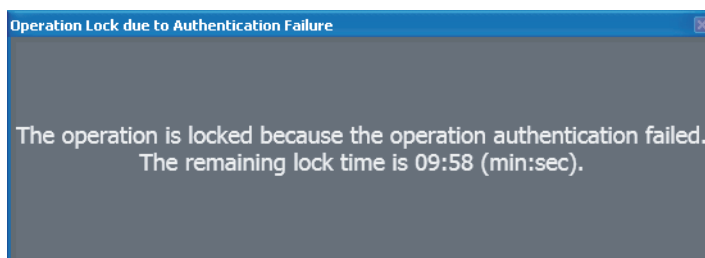 Operation Lock due to Authentication Failure
The operation is locked because the operation authentication failed.
The remaining lock time is 09:58 (min:sec).